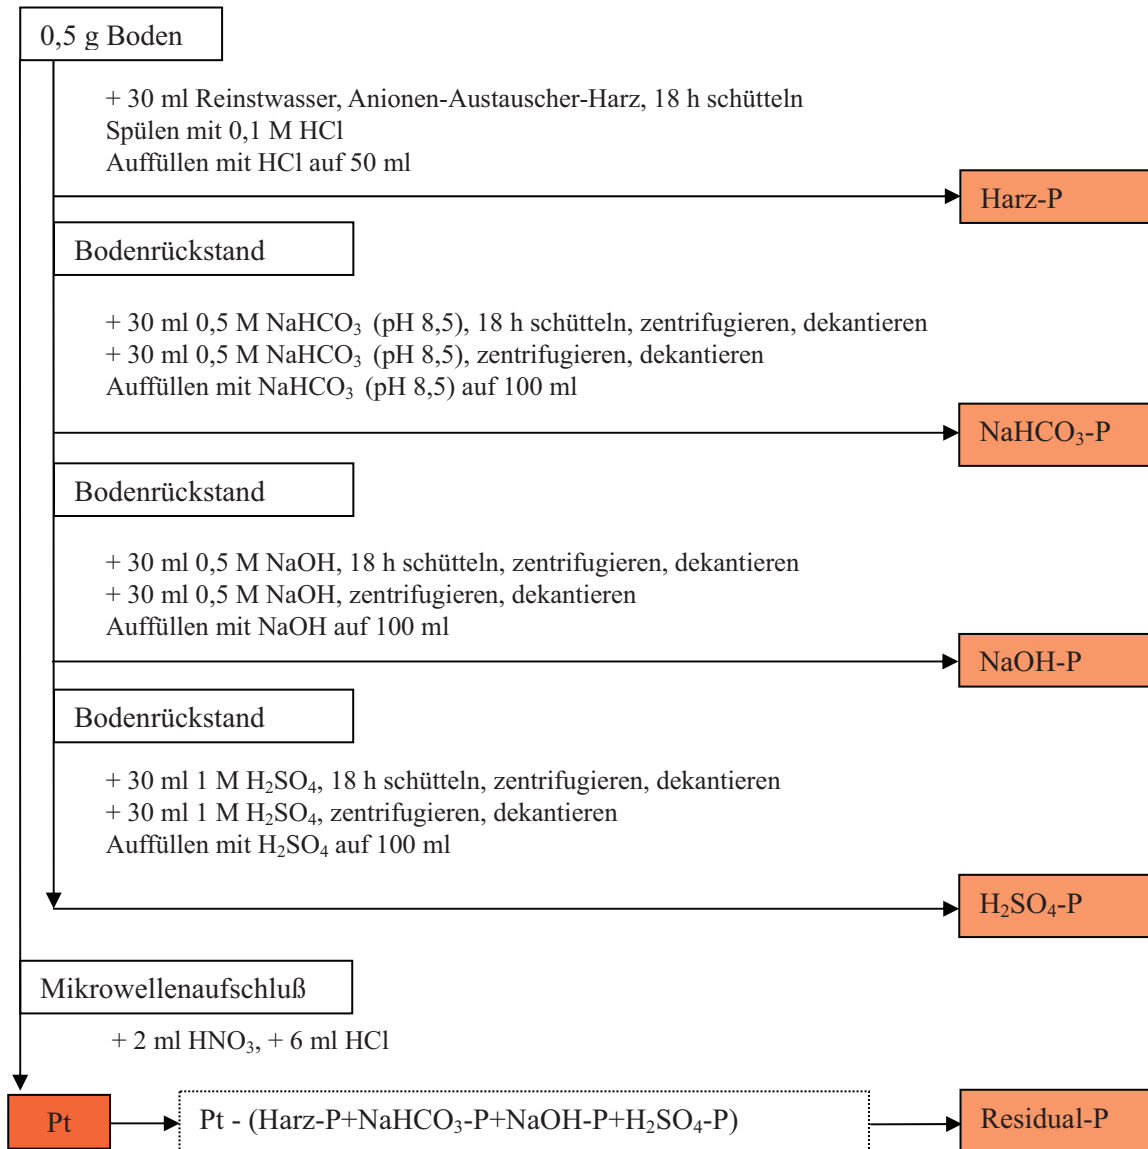 0,5 g Boden
+ 30 ml Reinstwasser, Anionen-Austauscher-Harz, 18 h schütteln
Spülen mit 0,1 M HCl
Auffüllen mit HCl auf 50 ml
Harz-P
Bodenrückstand
+ 30 ml 0,5 M NaHCO₃ (pH 8,5), 18 h schütteln, zentrifugieren, dekantieren
+ 30 ml 0,5 M NaHCO₃ (pH 8,5), zentrifugieren, dekantieren
Auffüllen mit NaHCO₃ (pH 8,5) auf 100 ml
NaHCO₃-P
Bodenrückstand
+ 30 ml 0,5 M NaOH, 18 h schütteln, zentrifugieren, dekantieren
+ 30 ml 0,5 M NaOH, zentrifugieren, dekantieren
Auffüllen mit NaOH auf 100 ml
NaOH-P
Bodenrückstand
+ 30 ml 1 M H₂SO₄, 18 h schütteln, zentrifugieren, dekantieren
+ 30 ml 1 M H₂SO₄, zentrifugieren, dekantieren
Auffüllen mit H₂SO₄ auf 100 ml
H₂SO₄-P
Mikrowellenaufschluß
+ 2 ml HNO₃, + 6 ml HCl
Pt
Pt - (Harz-P+NaHCO₃-P+NaOH-P+H₂SO₄-P)
Residual-P